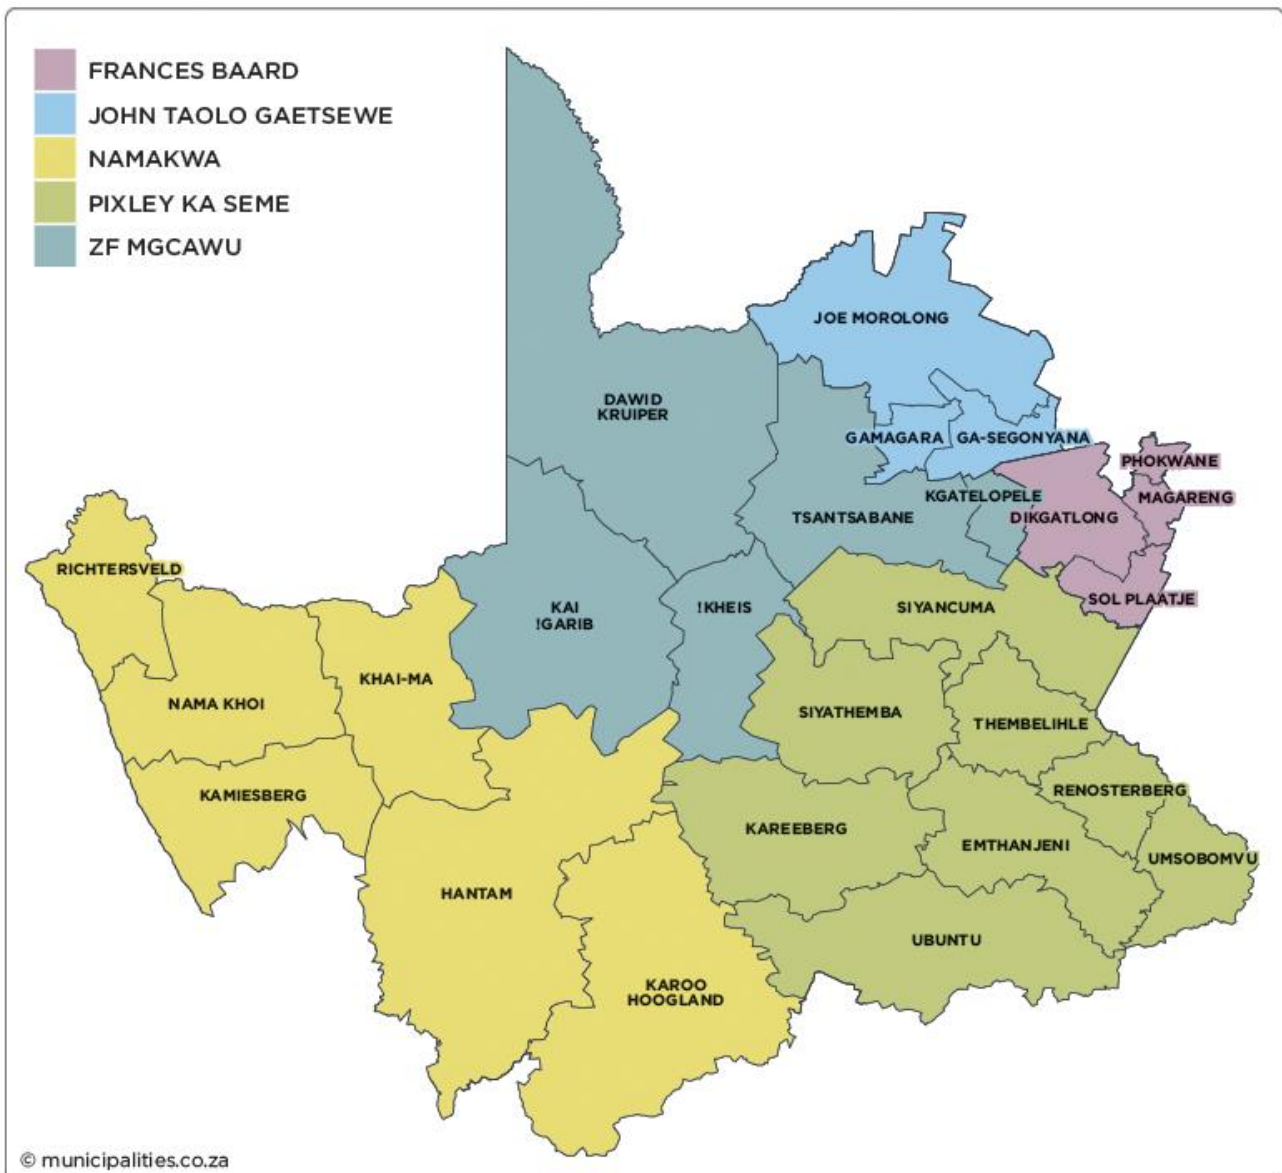 FRANCES BAARD
JOHN TAOLO GAETSEWE
NAMAKWA
PIXLEY KA SEME
ZF MGCAWU
JOE MOROLONG
DAWID
KRUIPER
GAMAGARA
GA-SEGONYANA
PHOKWANE
KGATELOPELE
MAGARENG
TSANTSABANE
DIKGATLONG
RICHTERSVELD
SOL PLAATJE
KAI
!GARIB
!KHEIS
SIYANCUMA
KHAI-MA
NAMA KHOI
SIYATHEMBA
THEMBELIHLE
KAMIESBERG
RENOSTERBERG
KAREEBERG
EMTHANJENI
UMSOBOMVU
HANTAM
UBUNTU
KAROO
HOOGLAND
© municipalities.co.za